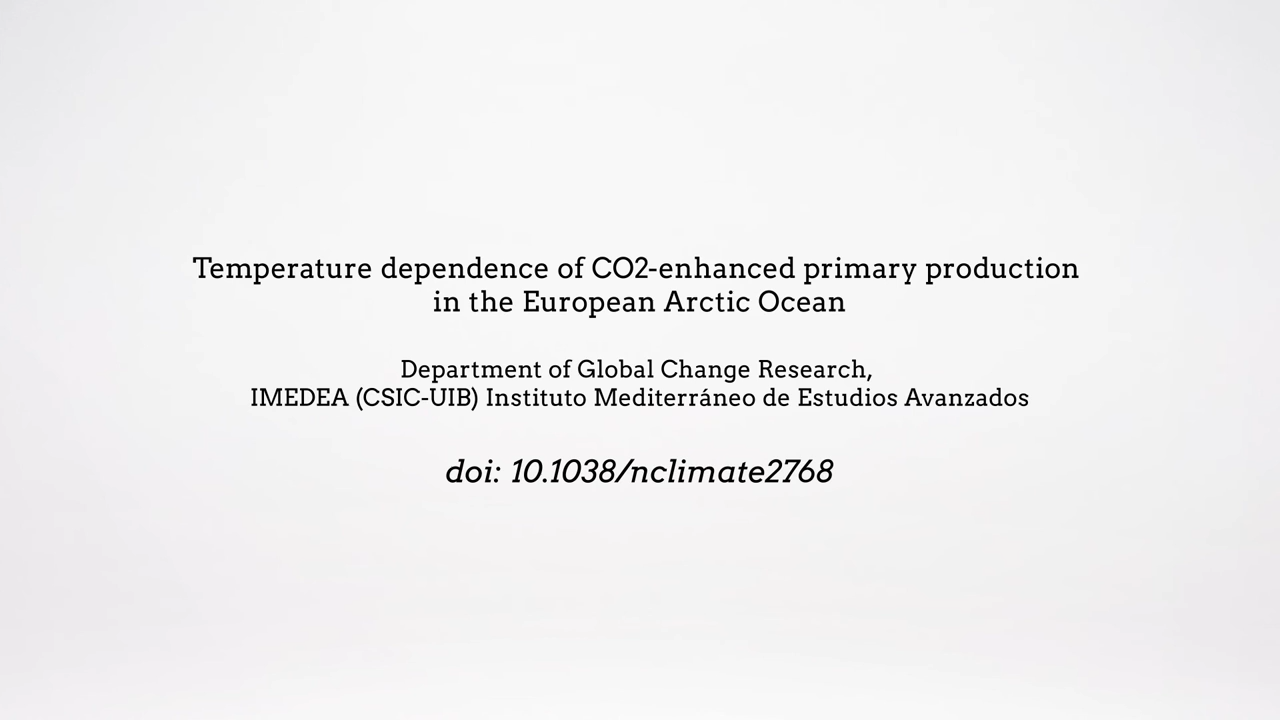 Temperature dependence of CO2-enhanced primary production
in the European Arctic Ocean
Department of Global Change Research,
IMEDEA (CSIC-UIB) Instituto Mediterráneo de Estudios Avanzados
doi: 10.1038/nclimate2768